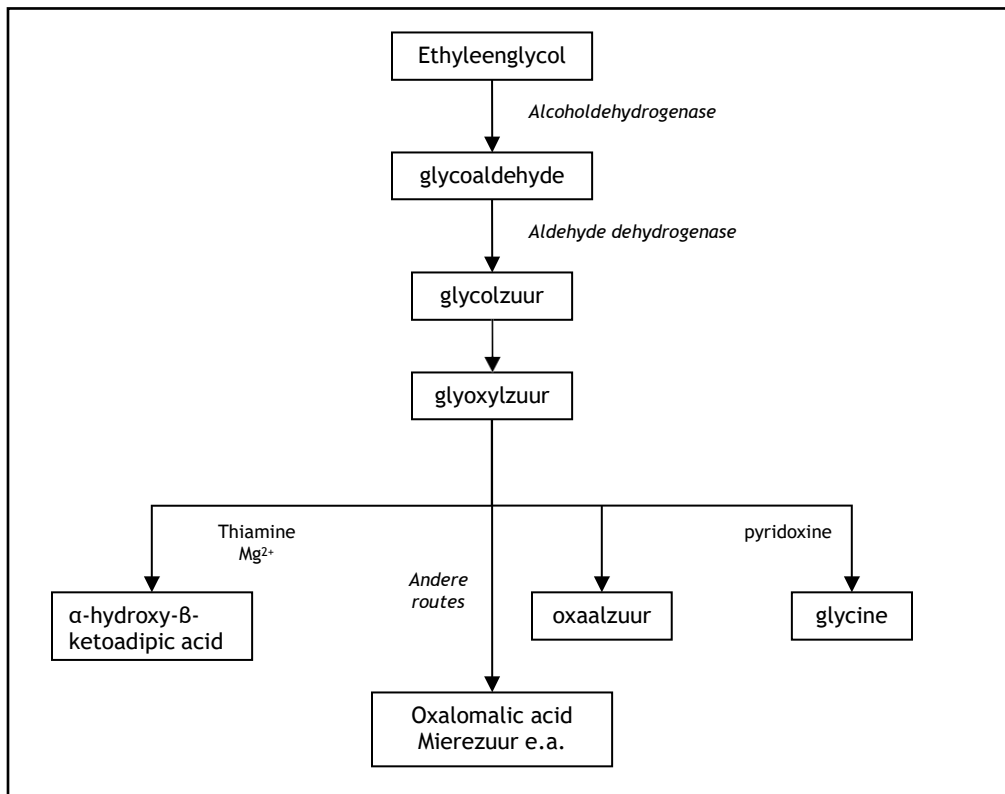 Ethyleenglycol
Alcoholdehydrogenase
glycoaldehyde
Aldehyde dehydrogenase
glycolzuur
glyoxylzuur
Thiamine
Mg²⁺
pyridoxine
Andere
routes
α-hydroxy-ß-
ketoadipic acid
oxaalzuur
glycine
Oxalomalic acid
Mierezuur e.a.